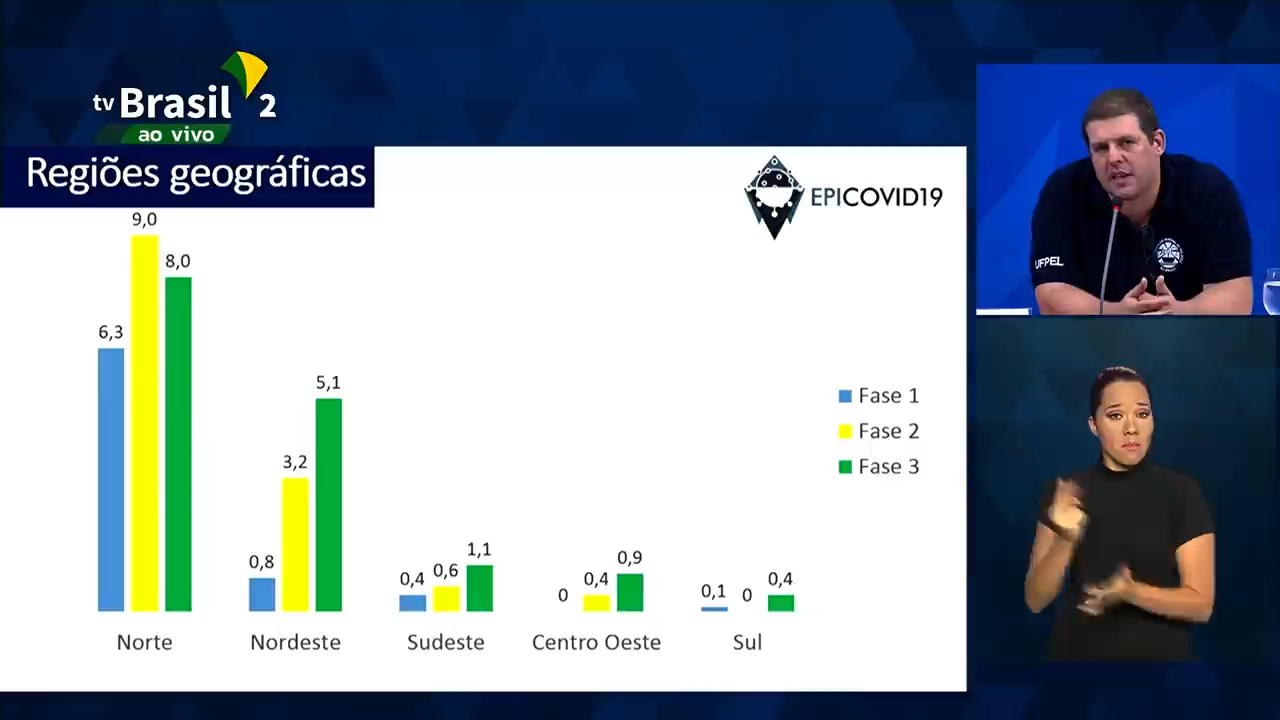 tv Brasil 2
ao vivo
Regiões geográficas
EPICOVID19
9,0
8,0
6,3
5,1
3,2
0,8
0,4
0,6
1,1
0
0,4
0,9
0,1
0
0,4
Fase 1
Fase 2
Fase 3
Norte
Nordeste
Sudeste
Centro Oeste
Sul
UFPEL